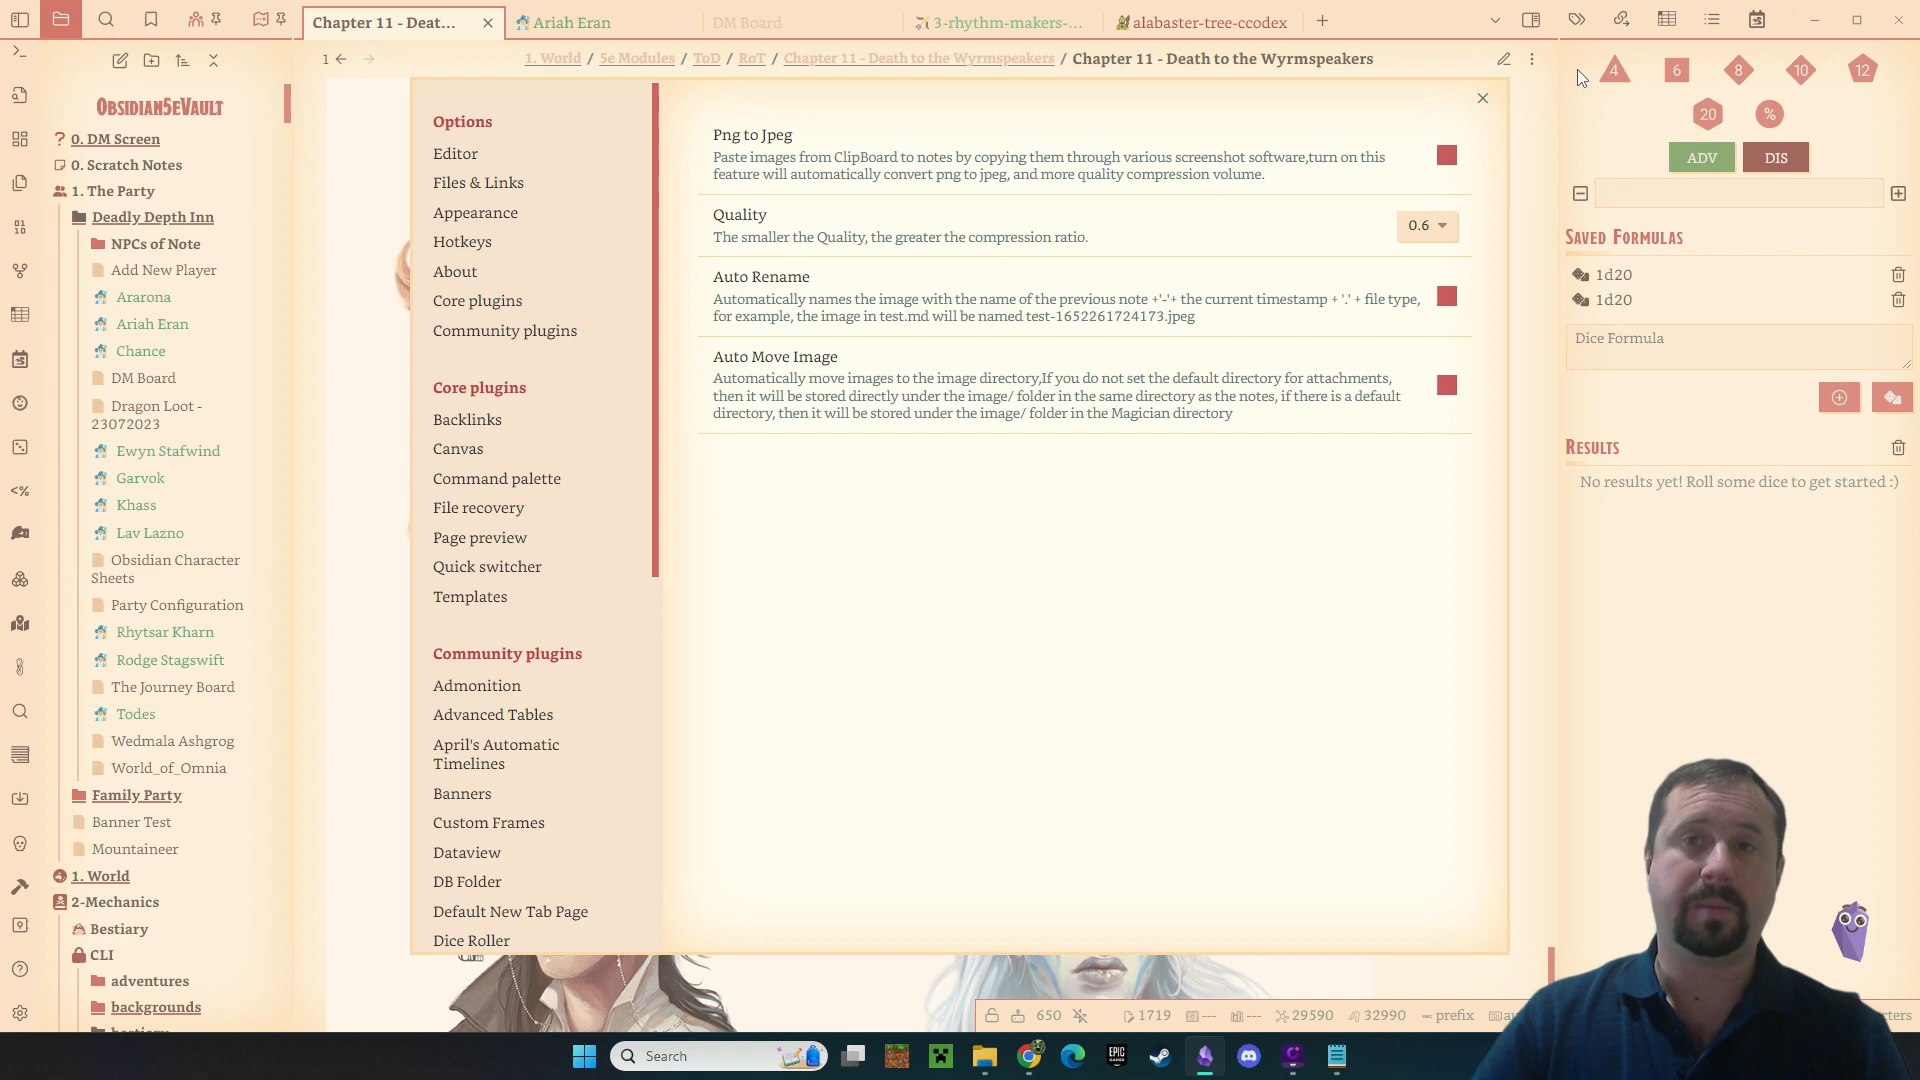 Chapter 11 - Deat...
Ariah Eran
DM Board
3-rhythm-makers-...
alabaster-tree-ccodex
1
1. World / 5e Modules / ToD / RoT / Chapter 11 - Death to the Wyrmspeakers / Chapter 11 - Death to the Wyrmspeakers
Obsidian5eVault
0. DM Screen
0. Scratch Notes
1. The Party
Deadly Depth Inn
NPCs of Note
Add New Player
Ararona
Ariah Eran
Chance
DM Board
Dragon Loot -
23072023
Ewyn Stafwind
Garvok
Khass
Lav Lazno
Obsidian Character
Sheets
Party Configuration
Rhytsar Kharn
Rodge Stagswift
The Journey Board
Todes
Wedmala Ashgrog
World_of_Omnia
Family Party
Banner Test
Mountaineer
1. World
2-Mechanics
Bestiary
CLI
adventures
backgrounds
bestiary
Options
Editor
Files & Links
Appearance
Hotkeys
About
Core plugins
Community plugins
Core plugins
Backlinks
Canvas
Command palette
File recovery
Page preview
Quick switcher
Templates
Community plugins
Admonition
Advanced Tables
April's Automatic
Timelines
Banners
Custom Frames
Dataview
DB Folder
Default New Tab Page
Dice Roller
Png to Jpeg
Paste images from ClipBoard to notes by copying them through various screenshot software,turn on this
feature will automatically convert png to jpeg, and more quality compression volume.
Quality
The smaller the Quality, the greater the compression ratio.
0.6
Auto Rename
Automatically names the image with the name of the previous note +'-'+ the current timestamp + '.' + file type,
for example, the image in test.md will be named test-1652261724173.jpeg
Auto Move Image
Automatically move images to the image directory,If you do not set the default directory for attachments,
then it will be stored directly under the image/ folder in the same directory as the notes, if there is a default
directory, then it will be stored under the image/ folder in the Magician directory
4
6
8
10
12
20
%
ADV
DIS
Saved Formulas
1d20
1d20
Dice Formula
Results
No results yet! Roll some dice to get started :)
650
1719
---
---
29590
32990
prefix
Search
EPIC
GAMES